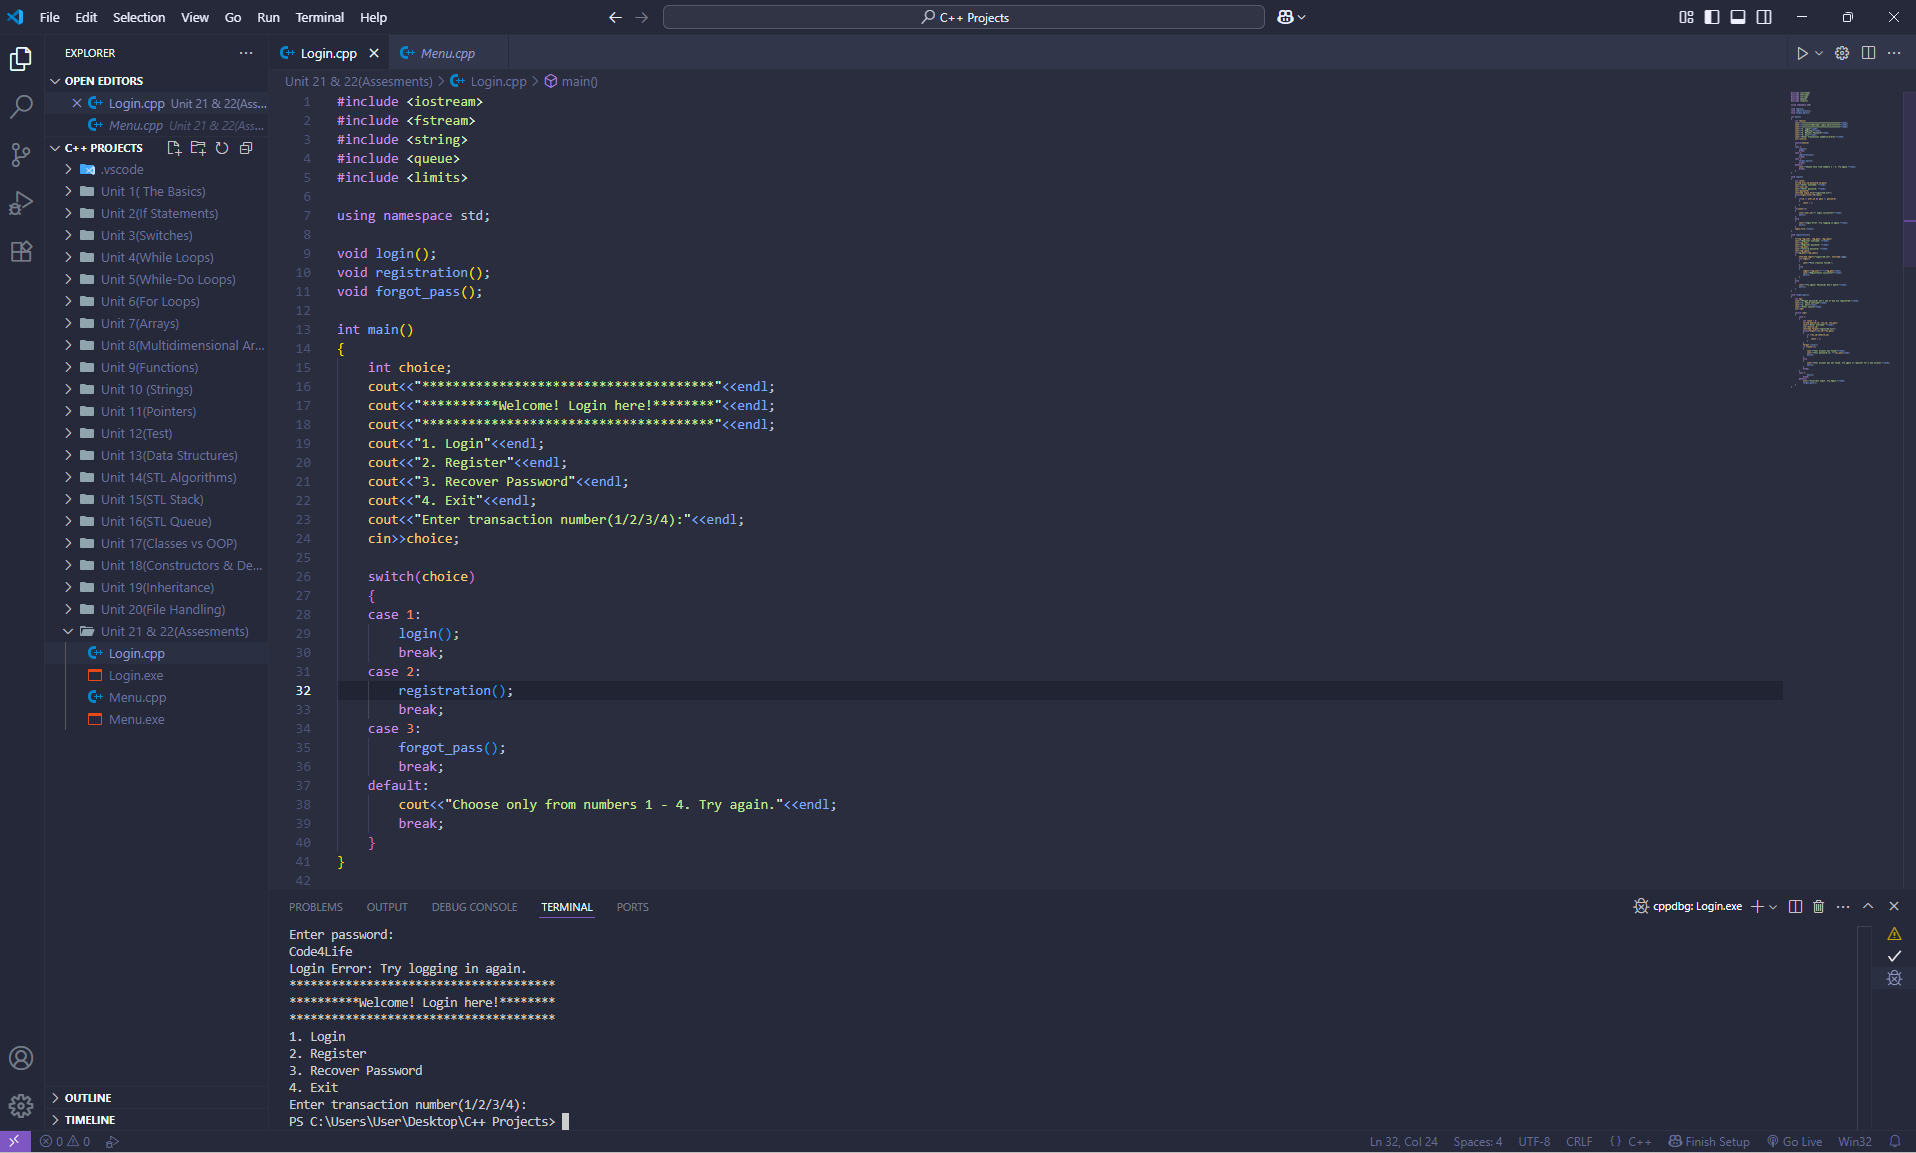 File Edit Selection View Go Run Terminal Help
C++ Projects
EXPLORER
OPEN EDITORS
Login.cpp Unit 21 & 22(Ass...
Menu.cpp Unit 21 & 22(Ass...
C++ PROJECTS
.vscode
Unit 1( The Basics)
Unit 2(If Statements)
Unit 3(Switches)
Unit 4(While Loops)
Unit 5(While-Do Loops)
Unit 6(For Loops)
Unit 7(Arrays)
Unit 8(Multidimensional Ar...
Unit 9(Functions)
Unit 10 (Strings)
Unit 11(Pointers)
Unit 12(Test)
Unit 13(Data Structures)
Unit 14(STL Algorithms)
Unit 15(STL Stack)
Unit 16(STL Queue)
Unit 17(Classes vs OOP)
Unit 18(Constructors & De...
Unit 19(Inheritance)
Unit 20(File Handling)
Unit 21 & 22(Assesments)
Login.cpp
Login.exe
Menu.cpp
Menu.exe
OUTLINE
TIMELINE
Login.cpp Menu.cpp
Unit 21 & 22(Assesments) > Login.cpp > main()
1 #include <iostream>
2 #include <fstream>
3 #include <string>
4 #include <queue>
5 #include <limits>
6
7 using namespace std;
8
9 void login();
10 void registration();
11 void forgot_pass();
12
13 int main()
14 {
15 int choice;
16 cout<<"**************************************"<<endl;
17 cout<<"**********Welcome! Login here!********"<<endl;
18 cout<<"**************************************"<<endl;
19 cout<<"1. Login"<<endl;
20 cout<<"2. Register"<<endl;
21 cout<<"3. Recover Password"<<endl;
22 cout<<"4. Exit"<<endl;
23 cout<<"Enter transaction number(1/2/3/4):"<<endl;
24 cin>>choice;
25
26 switch(choice)
27 {
28 case 1:
29 login();
30 break;
31 case 2:
32 registration();
33 break;
34 case 3:
35 forgot_pass();
36 break;
37 default:
38 cout<<"Choose only from numbers 1 - 4. Try again."<<endl;
39 break;
40 }
41 }
42
PROBLEMS OUTPUT DEBUG CONSOLE TERMINAL PORTS
cppdbg: Login.exe
Enter password:
Code4Life
Login Error: Try logging in again.
**************************************
**********Welcome! Login here!********
**************************************
1. Login
2. Register
3. Recover Password
4. Exit
Enter transaction number(1/2/3/4):
PS C:\Users\User\Desktop\C++ Projects>
0 0
Ln 32, Col 24 Spaces: 4 UTF-8 CRLF {} C++ Finish Setup Go Live Win32